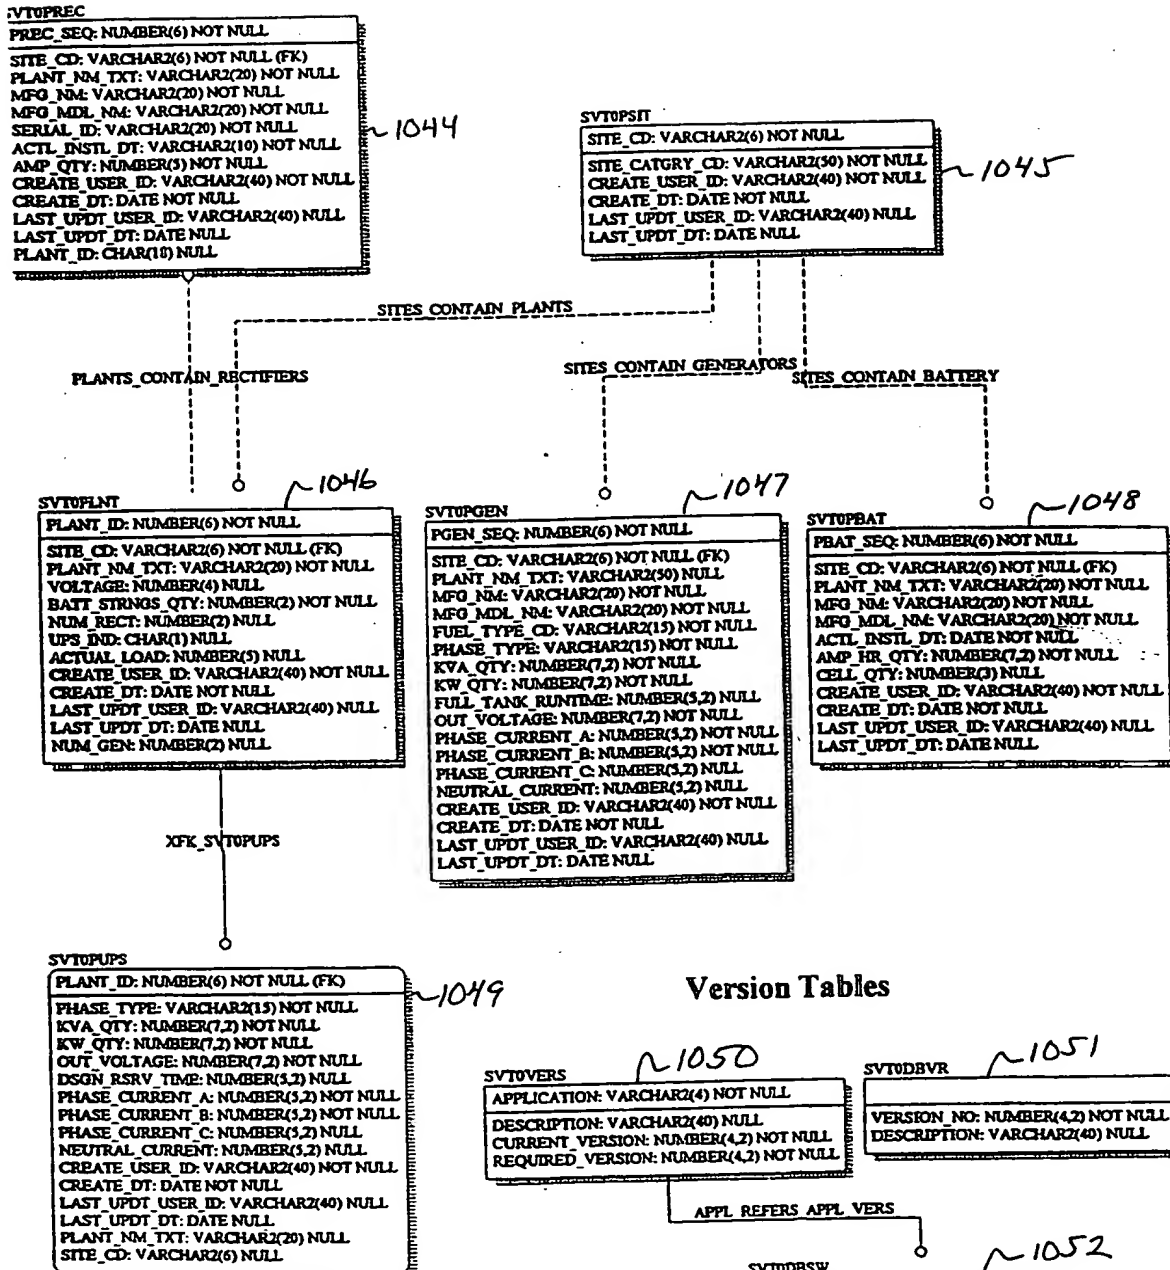 SVT0PREC
PREC_SEQ: NUMBER(6) NOT NULL
SITE_CD: VARCHAR2(6) NOT NULL (FK)
PLANT_NM_TXT: VARCHAR2(20) NOT NULL
MFG_NM: VARCHAR2(20) NOT NULL
MFG_MDL_NM: VARCHAR2(20) NOT NULL
SERIAL_ID: VARCHAR2(20) NOT NULL
ACTL_INSTL_DT: VARCHAR2(10) NOT NULL
AMP_QTY: NUMBER(5) NOT NULL
CREATE_USER_ID: VARCHAR2(40) NOT NULL
CREATE_DT: DATE NOT NULL
LAST_UPDT_USER_ID: VARCHAR2(40) NULL
LAST_UPDT_DT: DATE NULL
PLANT_ID: CHAR(18) NULL
1044
SVT0PSIT
SITE_CD: VARCHAR2(6) NOT NULL
SITE_CATGRY_CD: VARCHAR2(50) NOT NULL
CREATE_USER_ID: VARCHAR2(40) NOT NULL
CREATE_DT: DATE NOT NULL
LAST_UPDT_USER_ID: VARCHAR2(40) NULL
LAST_UPDT_DT: DATE NULL
1045
SITES CONTAIN PLANTS
PLANTS_CONTAIN_RECTIFIERS
SITES CONTAIN GENERATORS
SITES CONTAIN BATTERY
1046
SVT0PLNT
PLANT_ID: NUMBER(6) NOT NULL
SITE_CD: VARCHAR2(6) NOT NULL (FK)
PLANT_NM_TXT: VARCHAR2(20) NOT NULL
VOLTAGE: NUMBER(4) NULL
BATT_STRNGS_QTY: NUMBER(2) NOT NULL
NUM_RECT: NUMBER(2) NULL
UPS_IND: CHAR(1) NULL
ACTUAL_LOAD: NUMBER(5) NULL
CREATE_USER_ID: VARCHAR2(40) NOT NULL
CREATE_DT: DATE NOT NULL
LAST_UPDT_USER_ID: VARCHAR2(40) NULL
LAST_UPDT_DT: DATE NULL
NUM_GEN: NUMBER(2) NULL
1047
SVT0PGEN
PGEN_SEQ: NUMBER(6) NOT NULL
SITE_CD: VARCHAR2(6) NOT NULL (FK)
PLANT_NM_TXT: VARCHAR2(50) NULL
MFG_NM: VARCHAR2(20) NOT NULL
MFG_MDL_NM: VARCHAR2(20) NOT NULL
FUEL_TYPE_CD: VARCHAR2(15) NOT NULL
PHASE_TYPE: VARCHAR2(15) NOT NULL
KVA_QTY: NUMBER(7,2) NOT NULL
KW_QTY: NUMBER(7,2) NOT NULL
FULL_TANK_RUNTIME: NUMBER(5,2) NULL
OUT_VOLTAGE: NUMBER(7,2) NOT NULL
PHASE_CURRENT_A: NUMBER(5,2) NOT NULL
PHASE_CURRENT_B: NUMBER(5,2) NOT NULL
PHASE_CURRENT_C: NUMBER(5,2) NULL
NEUTRAL_CURRENT: NUMBER(5,2) NULL
CREATE_USER_ID: VARCHAR2(40) NOT NULL
CREATE_DT: DATE NOT NULL
LAST_UPDT_USER_ID: VARCHAR2(40) NULL
LAST_UPDT_DT: DATE NULL
1048
SVT0PBAT
PBAT_SEQ: NUMBER(6) NOT NULL
SITE_CD: VARCHAR2(6) NOT NULL (FK)
PLANT_NM_TXT: VARCHAR2(20) NOT NULL
MFG_NM: VARCHAR2(20) NOT NULL
MFG_MDL_NM: VARCHAR2(20) NOT NULL
ACTL_INSTL_DT: DATE NOT NULL
AMP_HR_QTY: NUMBER(7,2) NOT NULL
CELL_QTY: NUMBER(3) NULL
CREATE_USER_ID: VARCHAR2(40) NOT NULL
CREATE_DT: DATE NOT NULL
LAST_UPDT_USER_ID: VARCHAR2(40) NULL
LAST_UPDT_DT: DATE NULL
XFK_SVT0PUPS
SVT0PUPS
PLANT_ID: NUMBER(6) NOT NULL (FK)
PHASE_TYPE: VARCHAR2(15) NOT NULL
KVA_QTY: NUMBER(7,2) NOT NULL
KW_QTY: NUMBER(7,2) NOT NULL
OUT_VOLTAGE: NUMBER(7,2) NOT NULL
DSGN_RSRV_TIME: NUMBER(5,2) NULL
PHASE_CURRENT_A: NUMBER(5,2) NOT NULL
PHASE_CURRENT_B: NUMBER(5,2) NOT NULL
PHASE_CURRENT_C: NUMBER(5,2) NULL
NEUTRAL_CURRENT: NUMBER(5,2) NULL
CREATE_USER_ID: VARCHAR2(40) NOT NULL
CREATE_DT: DATE NOT NULL
LAST_UPDT_USER_ID: VARCHAR2(40) NULL
LAST_UPDT_DT: DATE NULL
PLANT_NM_TXT: VARCHAR2(20) NULL
SITE_CD: VARCHAR2(6) NULL
1049
Version Tables
1050
SVT0VERS
APPLICATION: VARCHAR2(4) NOT NULL
DESCRIPTION: VARCHAR2(40) NULL
CURRENT_VERSION: NUMBER(4,2) NOT NULL
REQUIRED_VERSION: NUMBER(4,2) NOT NULL
1051
SVT0DBVR
VERSION_NO: NUMBER(4,2) NOT NULL
DESCRIPTION: VARCHAR2(40) NULL
APPL REFERS APPL VERS
1052
SVT0DBSW